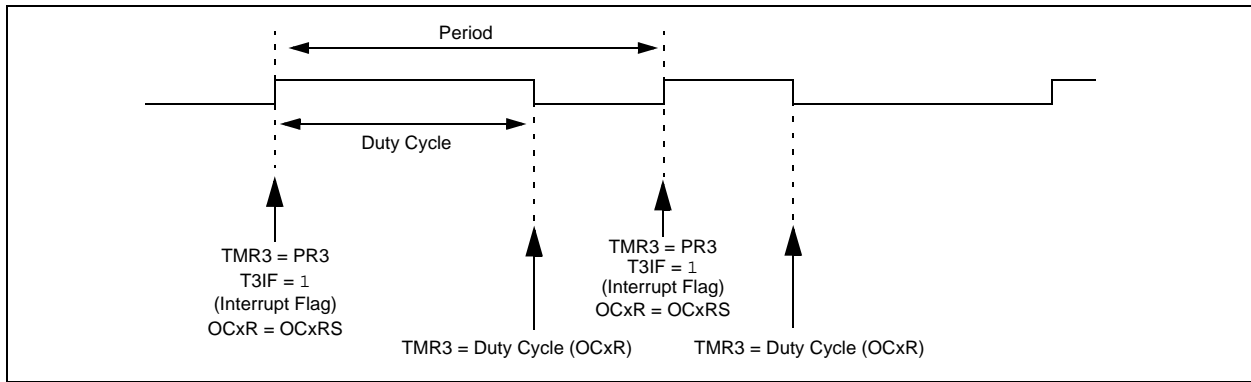 Period
Duty Cycle
TMR3 = PR3
T3IF = 1
(Interrupt Flag)
OCxR = OCxRS
TMR3 = Duty Cycle (OCxR)
TMR3 = PR3
T3IF = 1
(Interrupt Flag)
OCxR = OCxRS
TMR3 = Duty Cycle (OCxR)